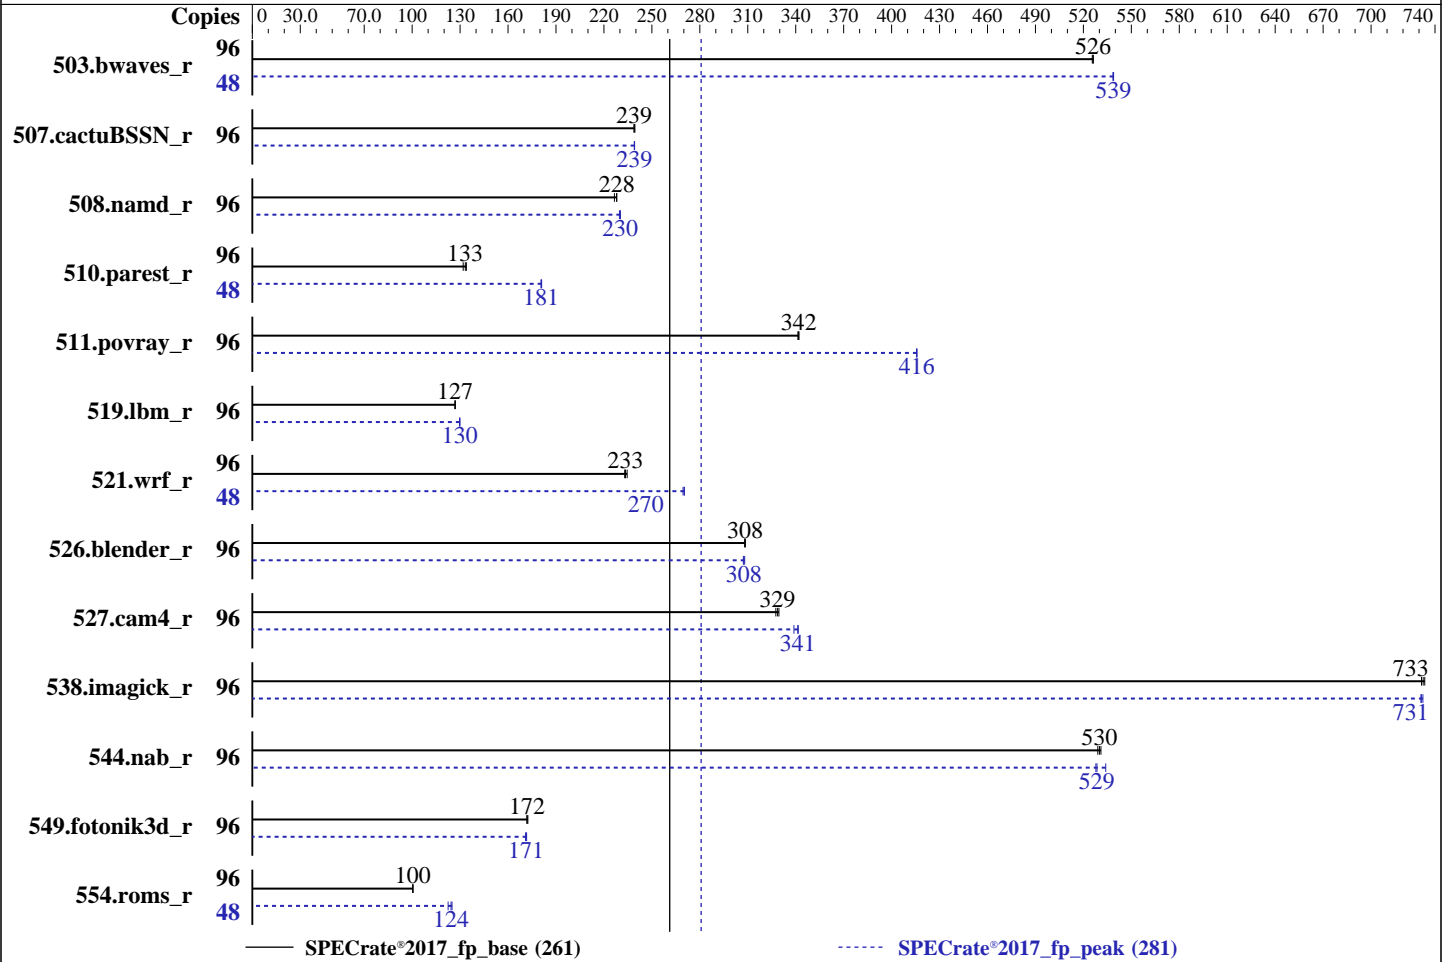 Copies 0 30.0 70.0 100 130 160 190 220 250 280 310 340 370 400 430 460 490 520 550 580 610 640 670 700 740
503.bwaves_r 96 526
48 539
507.cactuBSSN_r 96 239
239
508.namd_r 96 228
230
510.parest_r 96 133
48 181
511.povray_r 96 342
416
519.lbm_r 96 127
130
521.wrf_r 96 233
48 270
526.blender_r 96 308
308
527.cam4_r 96 329
341
538.imagick_r 96 733
731
544.nab_r 96 530
529
549.fotonik3d_r 96 172
171
554.roms_r 96 100
48 124
SPECrate®2017_fp_base (261) SPECrate®2017_fp_peak (281)